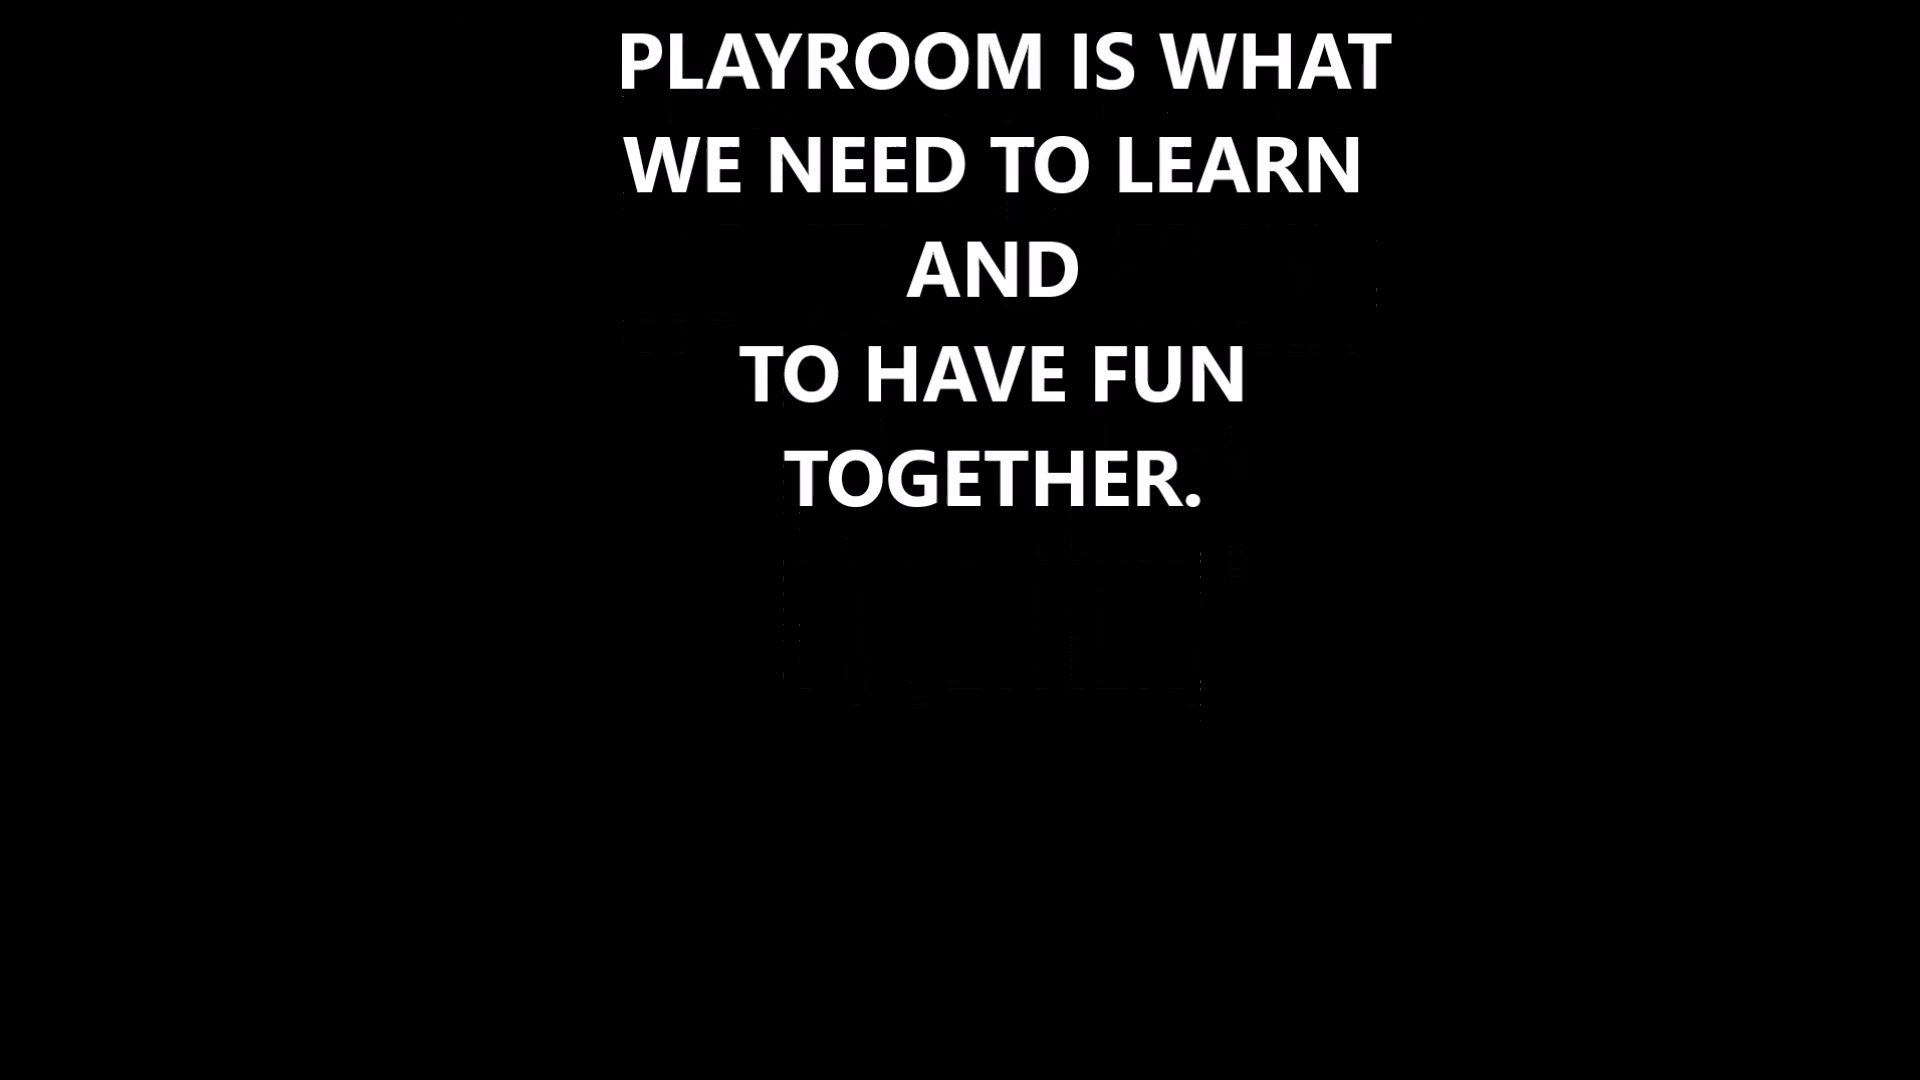 PLAYROOM IS WHAT
WE NEED TO LEARN
AND
TO HAVE FUN
TOGETHER.